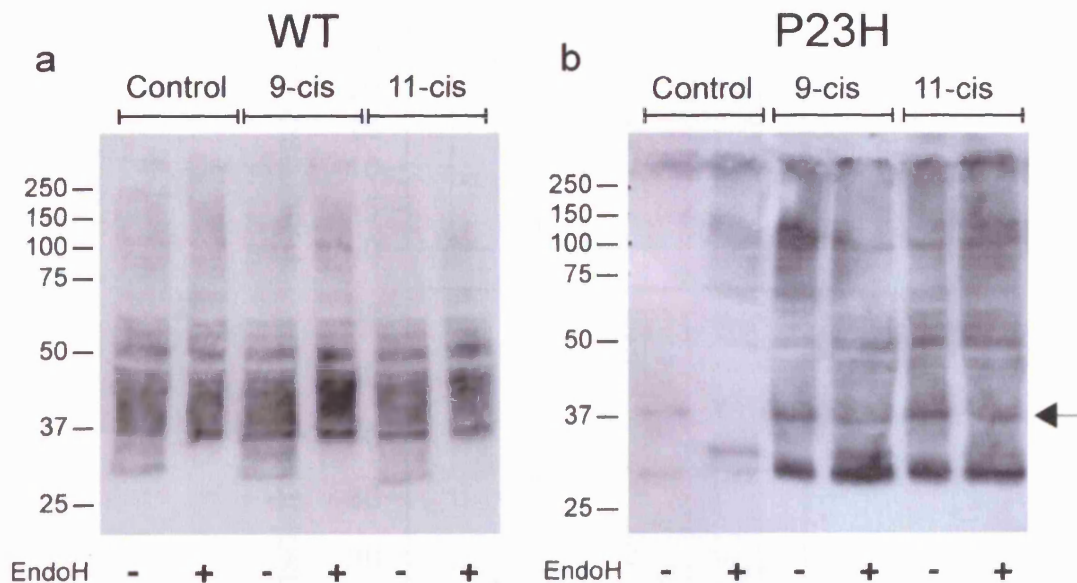 WT
a
Control 9-cis 11-cis
250
150
100
75
50
37
25
EndoH - + - + - +
P23H
b
Control 9-cis 11-cis
250
150
100
75
50
37
25
EndoH - + - + - +